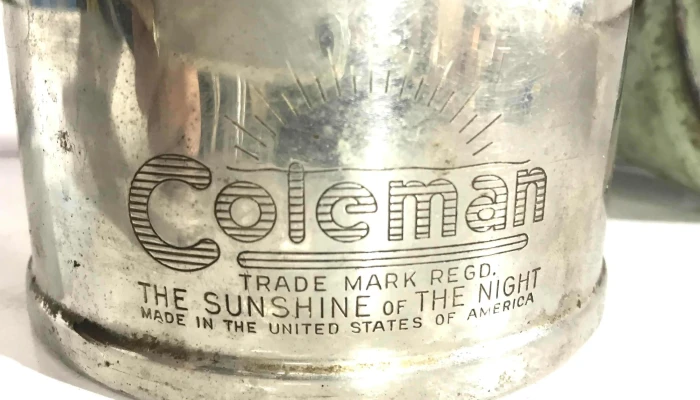 Coleman
TRADE MARK REGD.
THE SUNSHINE OF THE NIGHT
MADE IN THE UNITED STATES OF AMERICA